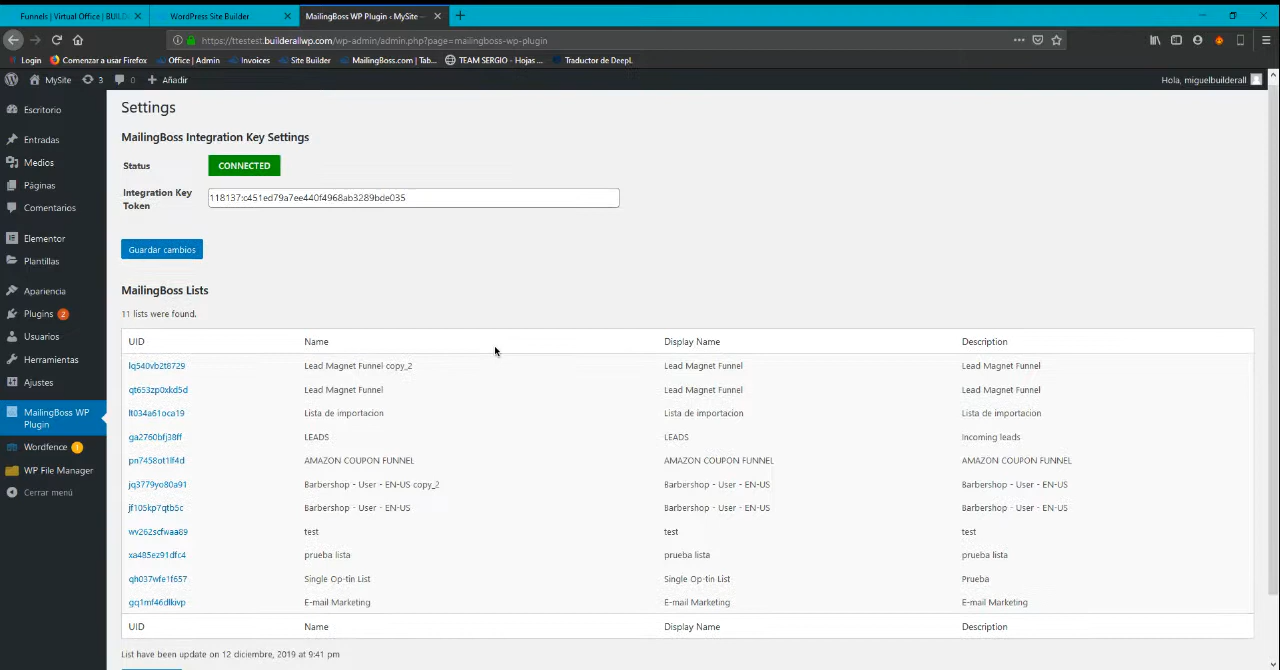 Funnels | Virtual Office | BUILD
WordPress Site Builder
MailingBoss WP Plugin ‹ MySite —
https://ttestest.builderallwp.com/wp-admin/admin.php?page=mailingboss-wp-plugin
Login
Comenzar a usar Firefox
Office | Admin
Invoices
Site Builder
MailingBoss.com | Tab...
TEAM SERGIO - Hojas ...
Traductor de DeepL
MySite
3
0
Añadir
Hola, miguelbuilderall
Escritorio
Entradas
Medios
Páginas
Comentarios
Elementor
Plantillas
Apariencia
Plugins 2
Usuarios
Herramientas
Ajustes
MailingBoss WP
Plugin
Wordfence 1
WP File Manager
Cerrar menú
Settings
MailingBoss Integration Key Settings
Status
CONNECTED
Integration Key
Token
118137:c451ed79a7ee440f4968ab3289bde035
Guardar cambios
MailingBoss Lists
11 lists were found.
UID Name Display Name Description
lq540vb2t8729 Lead Magnet Funnel copy_2 Lead Magnet Funnel Lead Magnet Funnel
qt653zp0xkd5d Lead Magnet Funnel Lead Magnet Funnel Lead Magnet Funnel
lt034a61oca19 Lista de importacion Lista de importacion Lista de importacion
ga2760bfj38ff LEADS LEADS Incoming leads
pn7458ot1lf4d AMAZON COUPON FUNNEL AMAZON COUPON FUNNEL AMAZON COUPON FUNNEL
jq3779yo80a91 Barbershop - User - EN-US copy_2 Barbershop - User - EN-US Barbershop - User - EN-US
jf105kp7qtb5c Barbershop - User - EN-US Barbershop - User - EN-US Barbershop - User - EN-US
wv262scfwaa89 test test test
xa485ez91dfc4 prueba lista prueba lista prueba lista
qh037wfe1f657 Single Op-tin List Single Op-tin List Prueba
gq1mf46dlkivp E-mail Marketing E-mail Marketing E-mail Marketing
UID Name Display Name Description
List have been update on 12 diciembre, 2019 at 9:41 pm